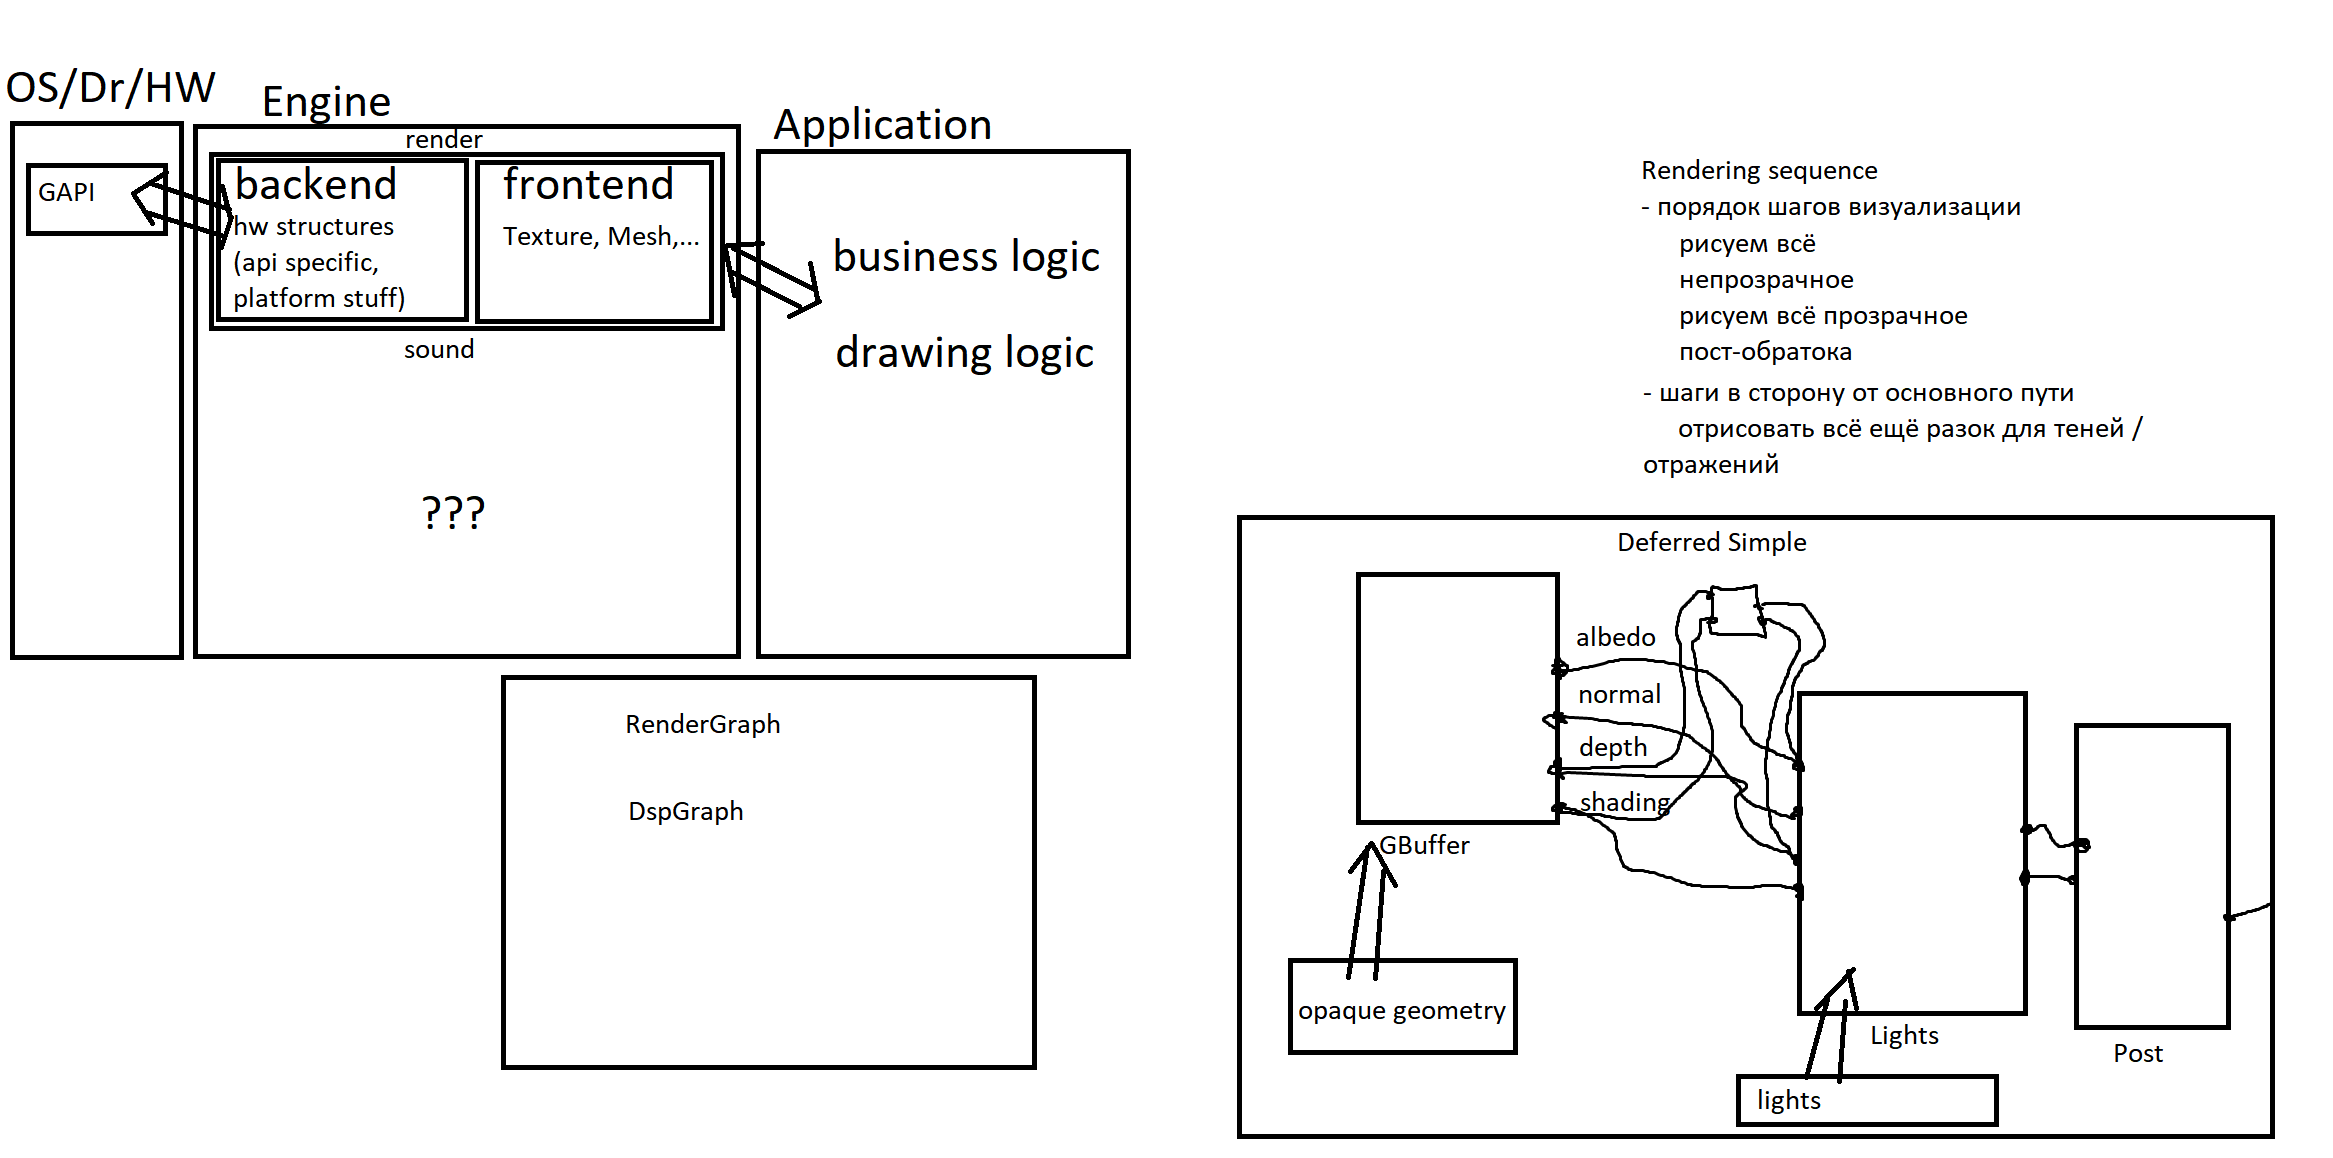 OS/Dr/HW
Engine
Application
render
GAPI
backend
hw structures
(api specific,
platform stuff)
frontend
Texture, Mesh,...
business logic
drawing logic
sound
???
RenderGraph
DspGraph
Rendering sequence
- порядок шагов визуализации
рисуем всё
непрозрачное
рисуем всё прозрачное
пост-обратока
- шаги в сторону от основного пути
отрисовать всё ещё разок для теней /
отражений
Deferred Simple
albedo
normal
depth
shading
GBuffer
opaque geometry
Lights
lights
Post